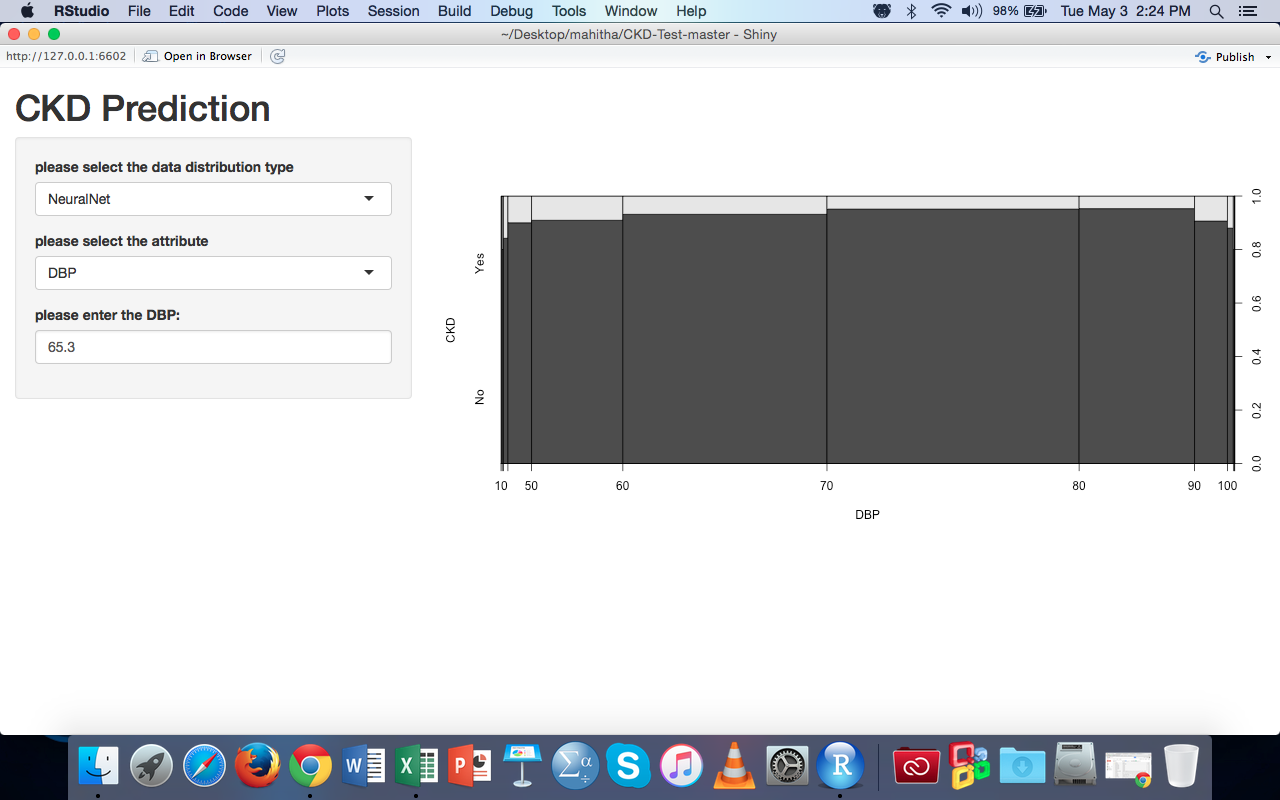 RStudio File Edit Code View Plots Session Build Debug Tools Window Help 98% Tue May 3 2:24 PM
~/Desktop/mahitha/CKD-Test-master - Shiny
http://127.0.0.1:6602 Open in Browser Publish
CKD Prediction
please select the data distribution type
NeuralNet
please select the attribute
DBP
please enter the DBP:
65.3
CKD
Yes
No
1.0
0.8
0.6
0.4
0.2
0.0
10 50 60 70 80 90 100
DBP
W X P Σα÷ S R